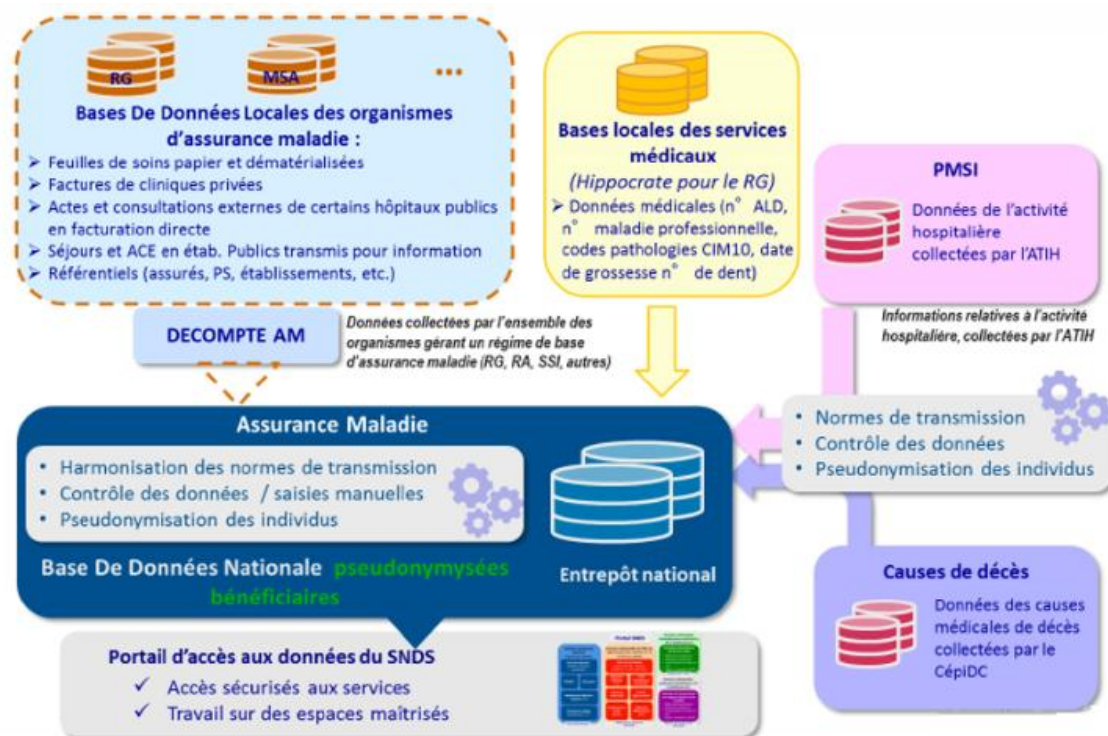 RG
MSA
...
Bases De Données Locales des organismes
d'assurance maladie :
➢ Feuilles de soins papier et dématérialisées
➢ Factures de cliniques privées
➢ Actes et consultations externes de certains hôpitaux publics
en facturation directe
➢ Séjours et ACE en étab. Publics transmis pour information
➢ Référentiels (assurés, PS, établissements, etc.)
Bases locales des services
médicaux
(Hippocrate pour le RG)
➢ Données médicales (n° ALD,
n° maladie professionnelle,
codes pathologies CIM10, date
de grossesse n° de dent)
PMSI
Données de l'activité
hospitalière
collectées par l'ATIH
DECOMPTE AM
Données collectées par l'ensemble des
organismes gérant un régime de base
d'assurance maladie (RG, RA, SSI, autres)
Informations relatives à l'activité
hospitalière, collectées par l'ATIH
Assurance Maladie
• Harmonisation des normes de transmission
• Contrôle des données / saisies manuelles
• Pseudonymisation des individus
Base De Données Nationale pseudonymysées
bénéficiaires
Entrepôt national
• Normes de transmission
• Contrôle des données
• Pseudonymisation des individus
Causes de décès
Données des causes
médicales de décès
collectées par le
CépiDC
Portail d'accès aux données du SNDS
✓ Accès sécurisés aux services
✓ Travail sur des espaces maîtrisés